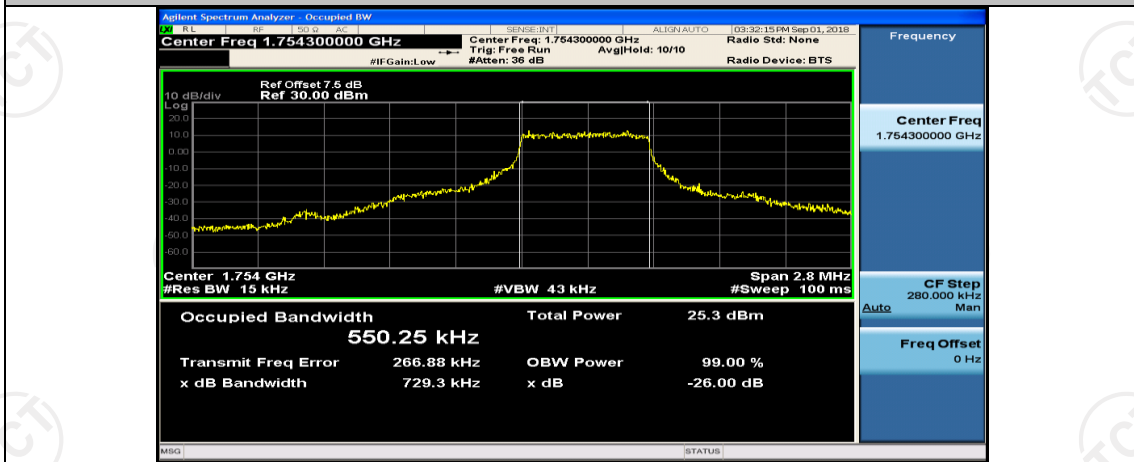 Agilent Spectrum Analyzer - Occupied BW
LXI RL RF 50 Ω AC SENSE:INT ALIGN AUTO 03:32:15 PM Sep 01, 2018
Center Freq 1.754300000 GHz Center Freq: 1.754300000 GHz Radio Std: None
Trig: Free Run Avg|Hold: 10/10
#IFGain:Low #Atten: 36 dB Radio Device: BTS
Frequency
Ref Offset 7.5 dB
10 dB/div Ref 30.00 dBm
Log
20.0
10.0
0.00
-10.0
-20.0
-30.0
-40.0
-50.0
-60.0
Center 1.754 GHz Span 2.8 MHz
#Res BW 15 kHz #VBW 43 kHz #Sweep 100 ms
Occupied Bandwidth Total Power 25.3 dBm
550.25 kHz
Transmit Freq Error 266.88 kHz OBW Power 99.00 %
x dB Bandwidth 729.3 kHz x dB -26.00 dB
Center Freq
1.754300000 GHz
CF Step
280.000 kHz
Auto Man
Freq Offset
0 Hz
MSG STATUS
TCT
TCT
TCT
TCT